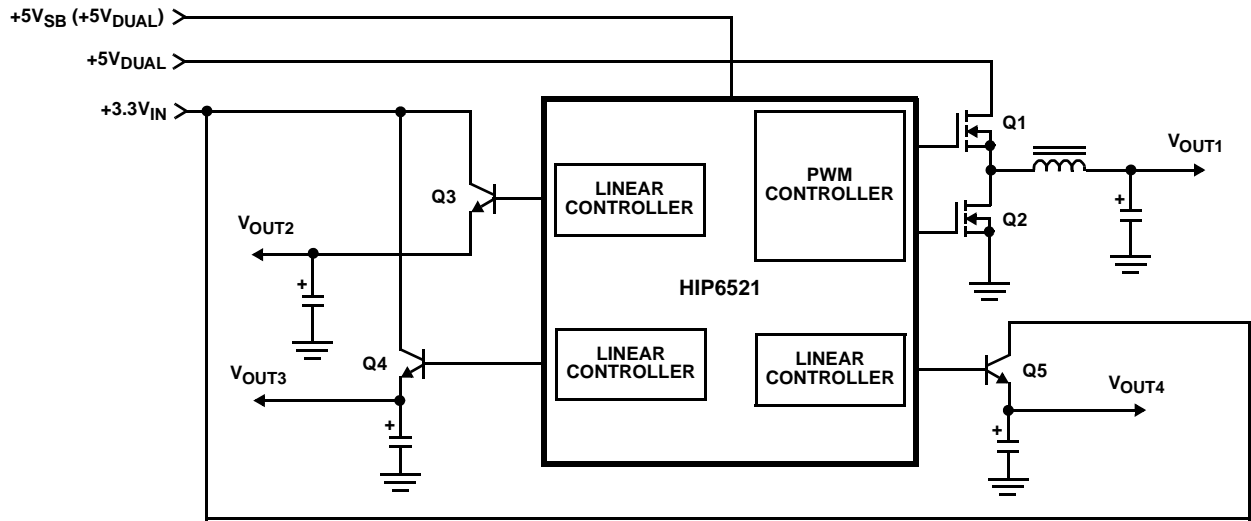 +5VSB (+5VDUAL)
+5VDUAL
+3.3VIN
Q1
VOUT1
PWM
CONTROLLER
LINEAR
CONTROLLER
Q3
Q2
VOUT2
+
+
HIP6521
LINEAR
CONTROLLER
LINEAR
CONTROLLER
Q4
Q5
VOUT3
VOUT4
+
+